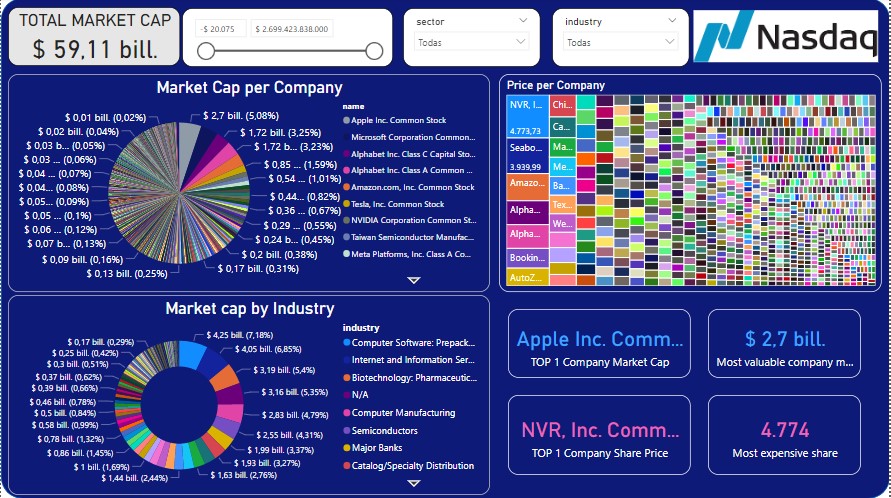 TOTAL MARKET CAP
$ 59,11 bill.
-$ 20.075
$ 2.699.423.838.000
sector
Todas
industry
Todas
Nasdaq
Market Cap per Company
$ 0,01 bill. (0,02%)
$ 0,02 bill. (0,04%)
$ 0,03 b... (0,05%)
$ 0,03 ... (0,06%)
$ 0,04 ... (0,07%)
$ 0,04... (0,08%)
$ 0,05... (0,09%)
$ 0,05 ... (0,1%)
$ 0,06 ... (0,12%)
$ 0,07 b... (0,13%)
$ 0,09 bill. (0,16%)
$ 0,13 bill. (0,25%)
$ 2,7 bill. (5,08%)
$ 1,72 bill. (3,25%)
$ 1,72 b... (3,23%)
$ 0,85 ... (1,59%)
$ 0,54 ... (1,01%)
$ 0,44... (0,82%)
$ 0,36 ... (0,67%)
$ 0,29 ... (0,55%)
$ 0,24 b... (0,45%)
$ 0,2 bill. (0,38%)
$ 0,17 bill. (0,31%)
name
Apple Inc. Common Stock
Microsoft Corporation Common...
Alphabet Inc. Class C Capital Sto...
Alphabet Inc. Class A Common ...
Amazon.com, Inc. Common Stock
Tesla, Inc. Common Stock
NVIDIA Corporation Common St...
Taiwan Semiconductor Manufac...
Meta Platforms, Inc. Class A Co...
Price per Company
NVR, I...
4.773,73
Seabo...
3.939,99
Amazo...
Alpha...
Alpha...
Bookin...
AutoZ...
Chi...
Ca...
Ma...
Me...
Ba...
Tex...
We...
Market cap by Industry
$ 0,17 bill. (0,29%)
$ 0,25 bill. (0,42%)
$ 0,3 bill. (0,51%)
$ 0,37 bill. (0,62%)
$ 0,39 bill. (0,66%)
$ 0,46 bill. (0,78%)
$ 0,5 bill. (0,84%)
$ 0,58 bill. (0,99%)
$ 0,78 bill. (1,32%)
$ 0,86 bill. (1,45%)
$ 1 bill. (1,69%)
$ 1,44 bill. (2,44%)
$ 4,25 bill. (7,18%)
$ 4,05 bill. (6,85%)
$ 3,19 bill. (5,4%)
$ 3,16 bill. (5,35%)
$ 2,83 bill. (4,79%)
$ 2,55 bill. (4,31%)
$ 1,99 bill. (3,37%)
$ 1,93 bill. (3,27%)
$ 1,63 bill. (2,76%)
industry
Computer Software: Prepack...
Internet and Information Ser...
Biotechnology: Pharmaceutic...
N/A
Computer Manufacturing
Semiconductors
Major Banks
Catalog/Specialty Distribution
Apple Inc. Comm...
TOP 1 Company Market Cap
$ 2,7 bill.
Most valuable company m...
NVR, Inc. Comm...
TOP 1 Company Share Price
4.774
Most expensive share